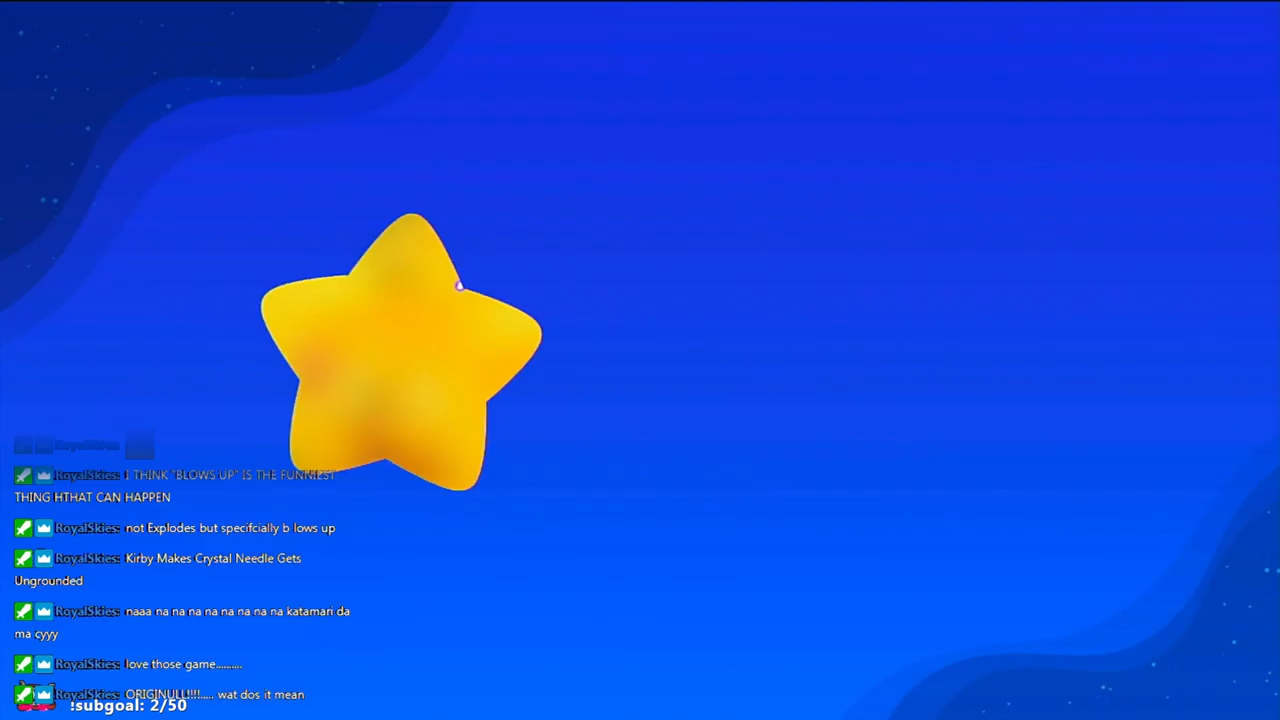 RoyalSkies:
RoyalSkies: I THINK "BLOWS UP" IS THE FUNNIEST
THING HTHAT CAN HAPPEN
RoyalSkies: not Explodes but specifcially b lows up
RoyalSkies: Kirby Makes Crystal Needle Gets
Ungrounded
RoyalSkies: naaa na na na na na na na na katamari da
ma cyyy
RoyalSkies: love those game..........
RoyalSkies: ORIGINULL!!!!..... wat dos it mean
!subgoal: 2/50